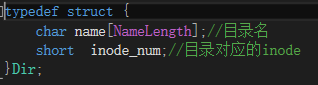 typedef struct {
char name[NameLength];//目录名
short inode_num;//目录对应的inode
}Dir;